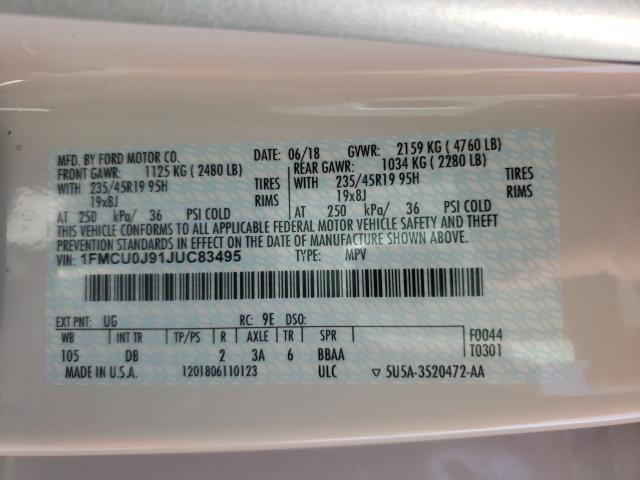 MFD. BY FORD MOTOR CO. DATE: 06/18 GVWR: 2159 KG ( 4760 LB)
FRONT GAWR: 1125 KG ( 2480 LB) REAR GAWR: 1034 KG ( 2280 LB)
WITH 235/45R19 95H TIRES WITH 235/45R19 95H TIRES
19x8J RIMS 19x8J RIMS
AT 250 kPa/ 36 PSI COLD AT 250 kPa/ 36 PSI COLD
THIS VEHICLE CONFORMS TO ALL APPLICABLE FEDERAL MOTOR VEHICLE SAFETY AND THEFT
PREVENTION STANDARDS IN EFFECT ON THE DATE OF MANUFACTURE SHOWN ABOVE.
VIN: 1FMCU0J91JUC83495 TYPE: MPV
EXT PNT: UG RC: 9E DSO:
WB INT TR TP/PS R AXLE TR SPR F0044
105 DB 2 3A 6 BBAA T0301
MADE IN U.S.A. 1201806110123 ULC ▽ 5U5A-3520472-AA